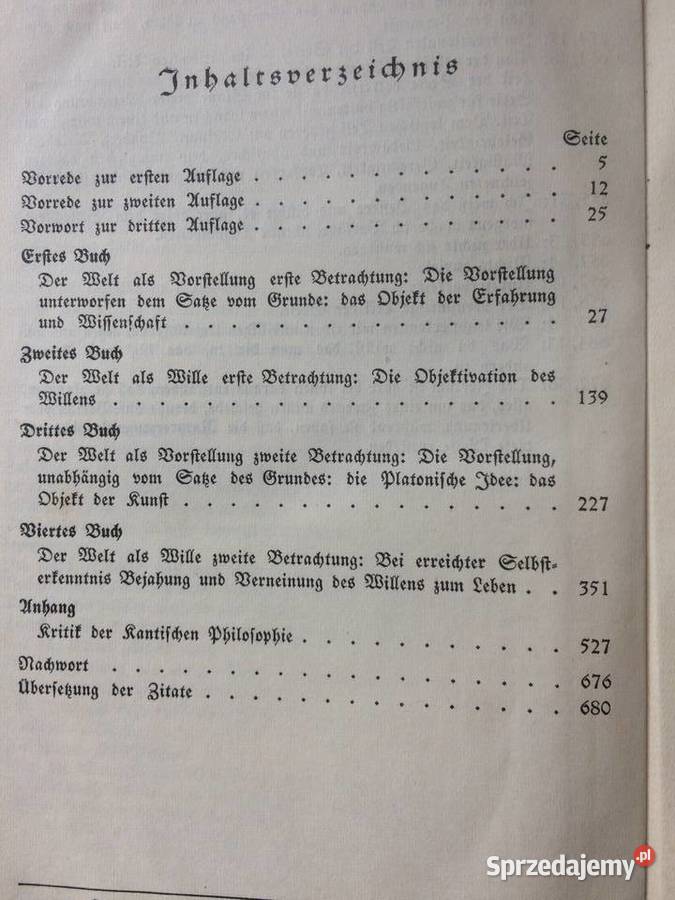 Inhaltsverzeichnis
Seite
Vorrede zur ersten Auflage . . . . . . . . . . . . . 5
Vorrede zur zweiten Auflage . . . . . . . . . . . . . 12
Vorwort zur dritten Auflage . . . . . . . . . . . . . 25
Erstes Buch
Der Welt als Vorstellung erste Betrachtung: Die Vorstellung
unterworfen dem Satze vom Grunde: das Objekt der Erfahrung
und Wissenschaft . . . . . . . . . . . . . . . 27
Zweites Buch
Der Welt als Wille erste Betrachtung: Die Objektivation des
Willens . . . . . . . . . . . . . . . . . . 139
Drittes Buch
Der Welt als Vorstellung zweite Betrachtung: Die Vorstellung,
unabhängig vom Satze des Grundes: die Platonische Idee: das
Objekt der Kunst . . . . . . . . . . . . . . . 227
Viertes Buch
Der Welt als Wille zweite Betrachtung: Bei erreichter Selbst-
erkenntnis Bejahung und Verneinung des Willens zum Leben . . 351
Anhang
Kritik der Kantischen Philosophie . . . . . . . . . . 527
Nachwort . . . . . . . . . . . . . . . . . 676
Übersetzung der Zitate . . . . . . . . . . . . . 680
Sprzedajemy.pl